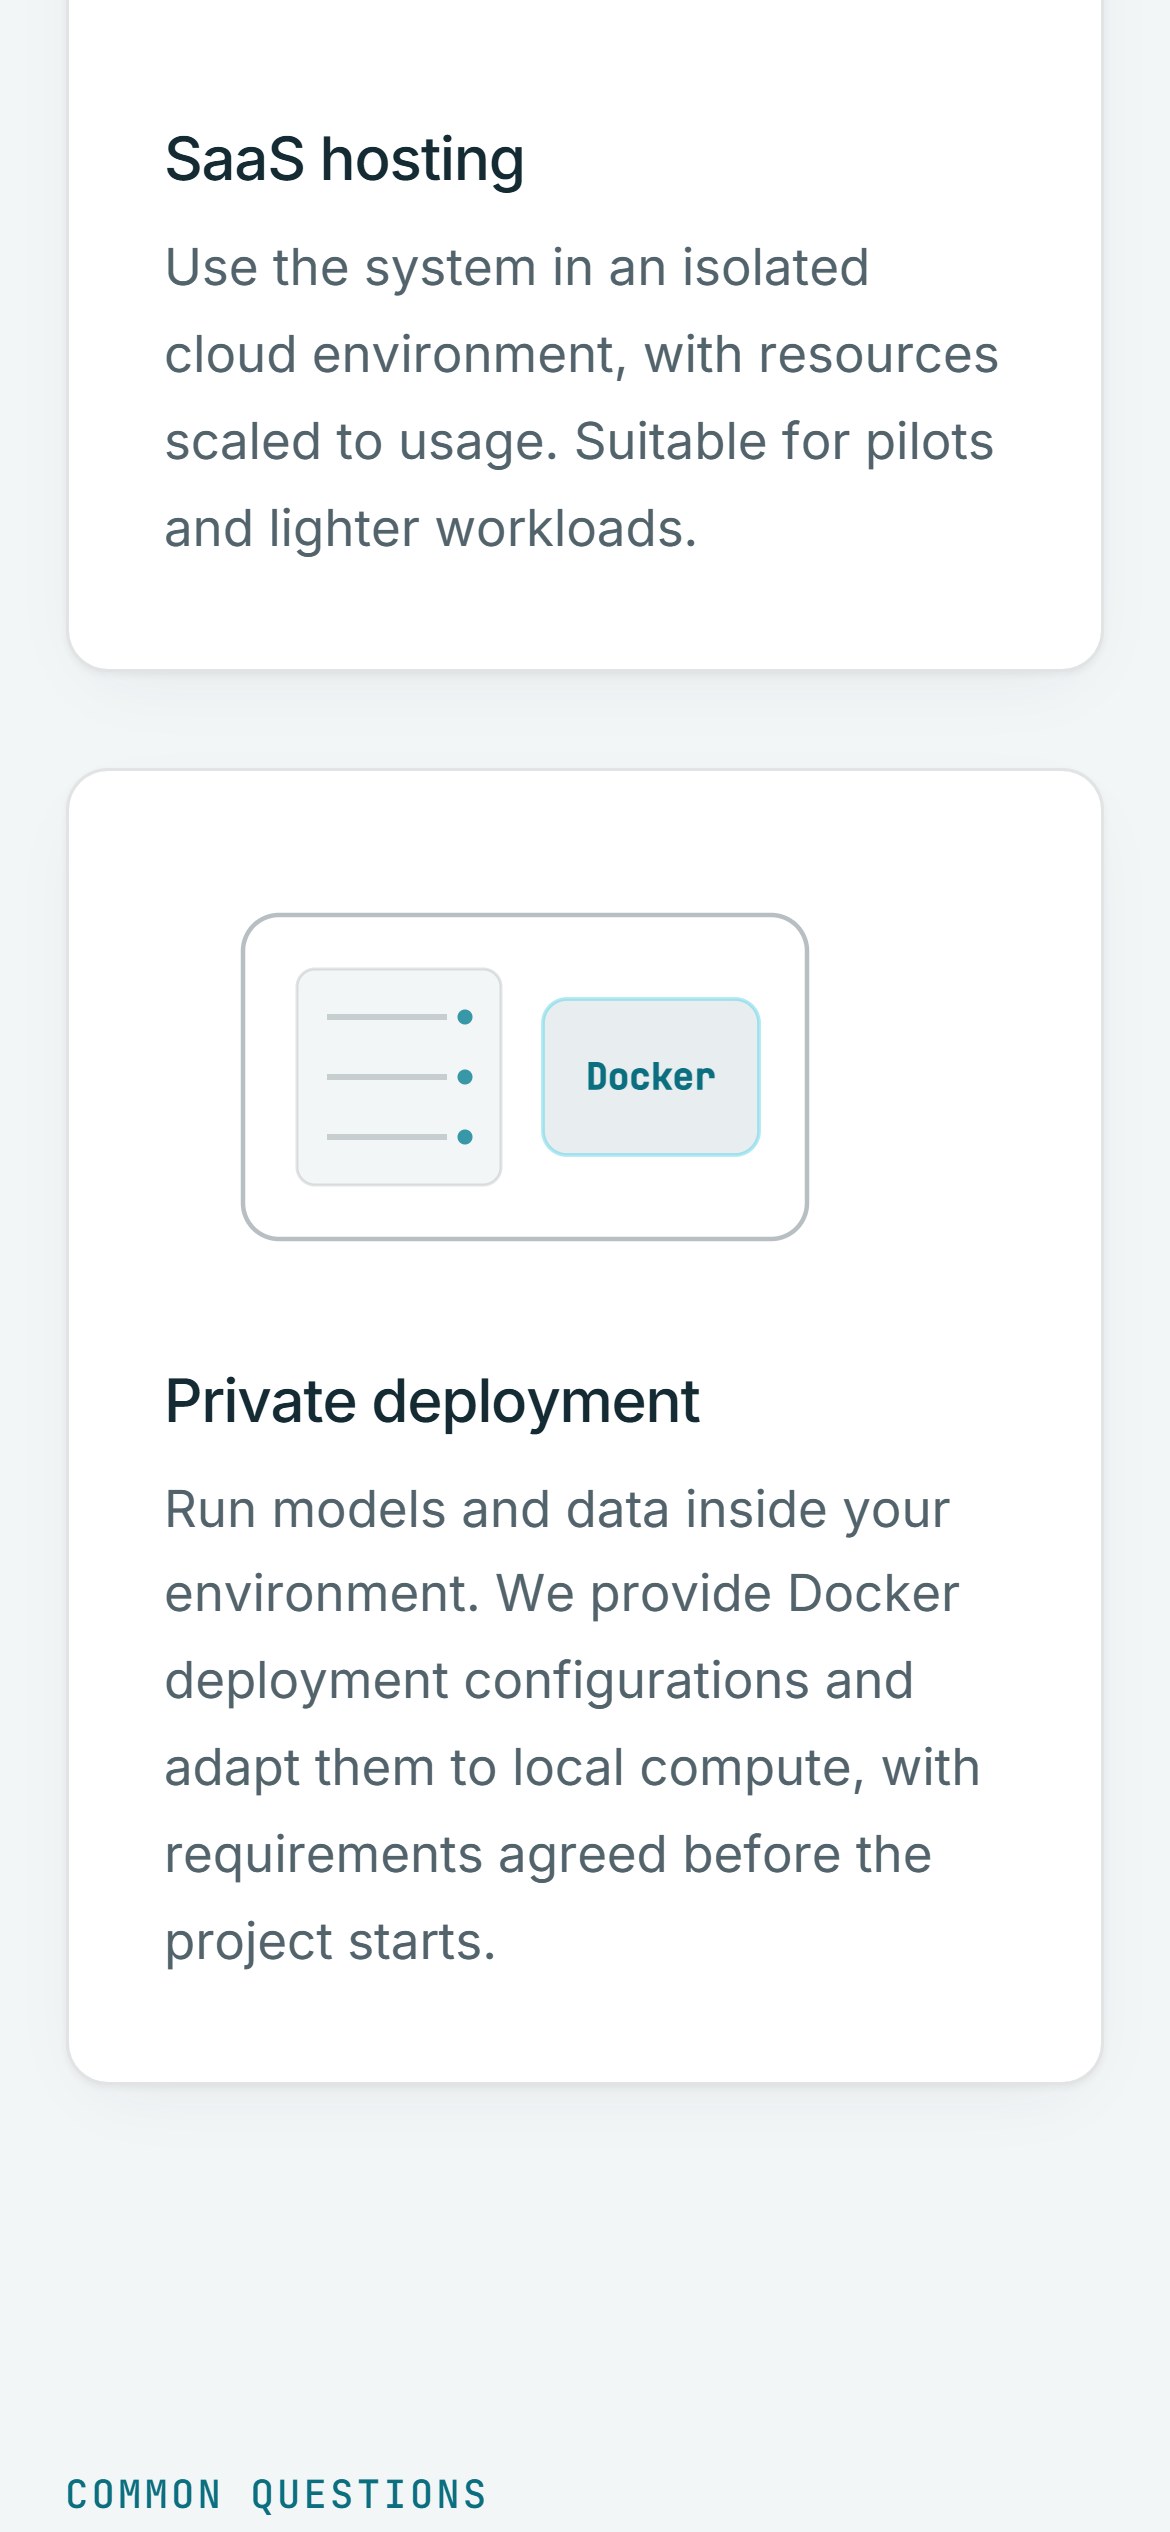 SaaS hosting
Use the system in an isolated
cloud environment, with resources
scaled to usage. Suitable for pilots
and lighter workloads.
Docker
Private deployment
Run models and data inside your
environment. We provide Docker
deployment configurations and
adapt them to local compute, with
requirements agreed before the
project starts.
COMMON QUESTIONS